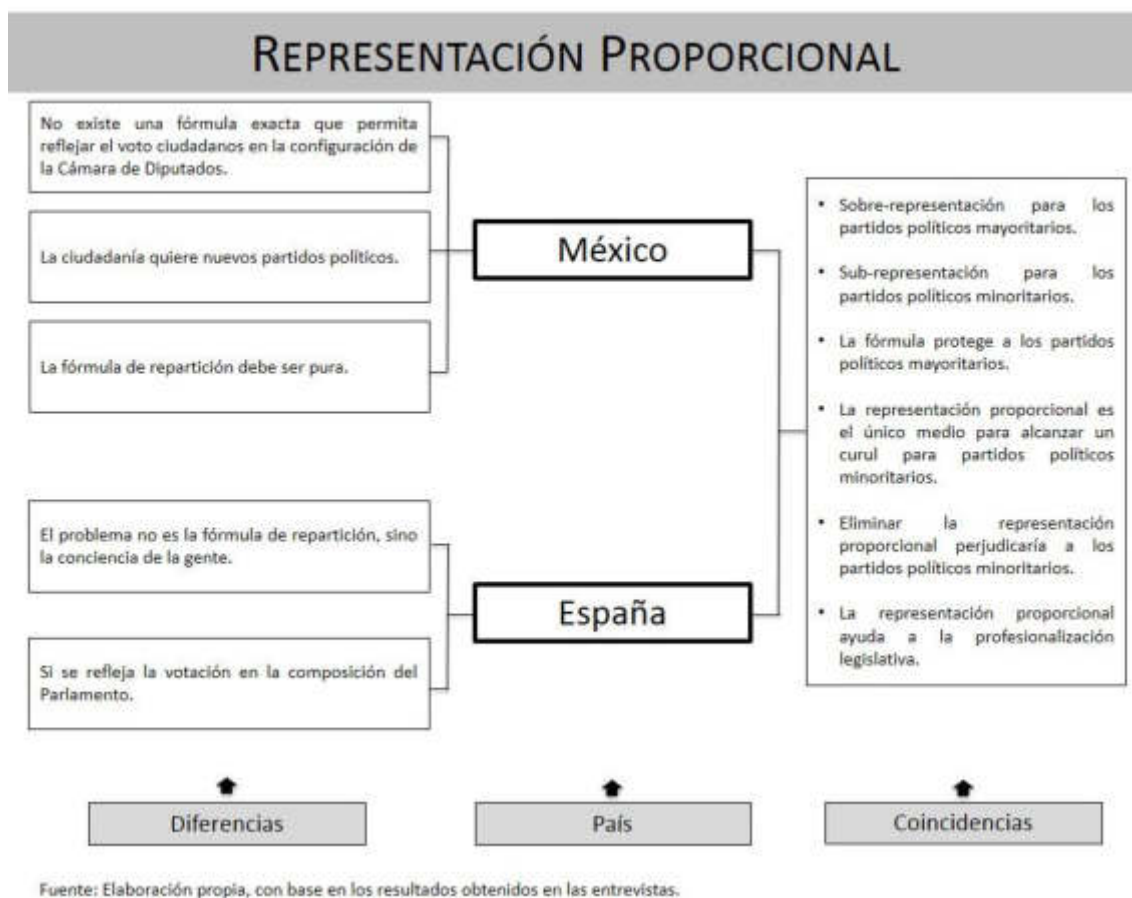 REPRESENTACIÓN PROPORCIONAL
No existe una fórmula exacta que permita
reflejar el voto ciudadanos en la configuración de
la Cámara de Diputados.
La ciudadanía quiere nuevos partidos políticos.
La fórmula de repartición debe ser pura.
México
El problema no es la fórmula de repartición, sino
la conciencia de la gente.
Si se refleja la votación en la composición del
Parlamento.
España
• Sobre-representación para los
partidos políticos mayoritarios.
• Sub-representación para los
partidos políticos minoritarios.
• La fórmula protege a los partidos
políticos mayoritarios.
• La representación proporcional es
el único medio para alcanzar un
curul para partidos políticos
minoritarios.
• Eliminar la representación
proporcional perjudicaría a los
partidos políticos minoritarios.
• La representación proporcional
ayuda a la profesionalización
legislativa.
Diferencias
País
Coincidencias
Fuente: Elaboración propia, con base en los resultados obtenidos en las entrevistas.